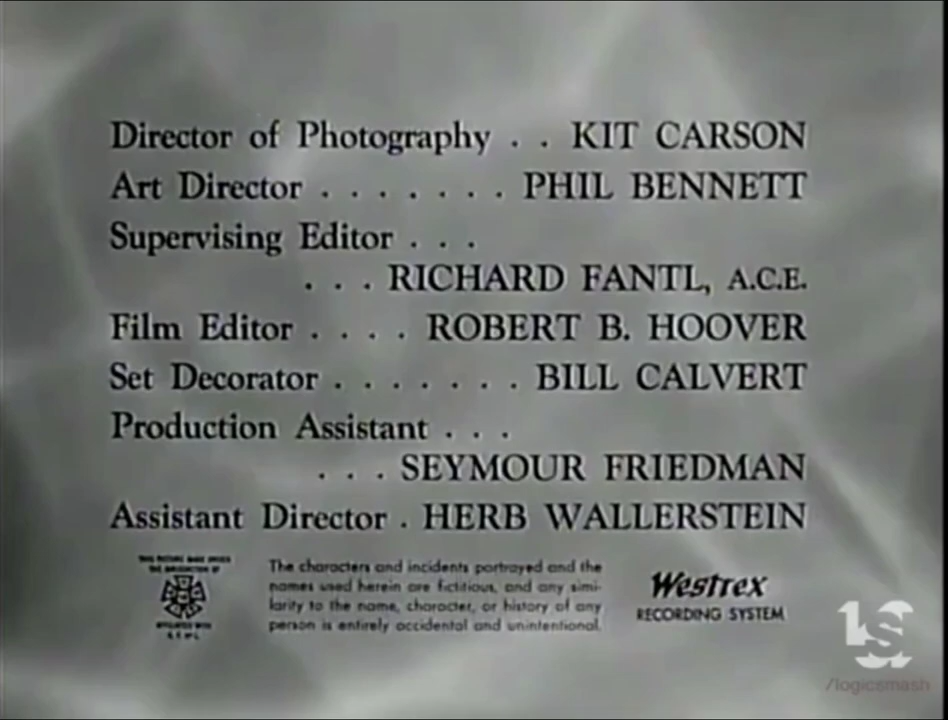 Director of Photography . . KIT CARSON
Art Director . . . . . . . PHIL BENNETT
Supervising Editor . . .
. . . RICHARD FANTL, A.C.E.
Film Editor . . . . ROBERT B. HOOVER
Set Decorator . . . . . . . BILL CALVERT
Production Assistant . . .
. . . SEYMOUR FRIEDMAN
Assistant Director . HERB WALLERSTEIN
The characters and incidents portrayed and the
names used herein are fictitious, and any simi-
larity to the name, character, or history of any
person is entirely accidental and unintentional.
Westrex
RECORDING SYSTEM
LS
/logicsmash